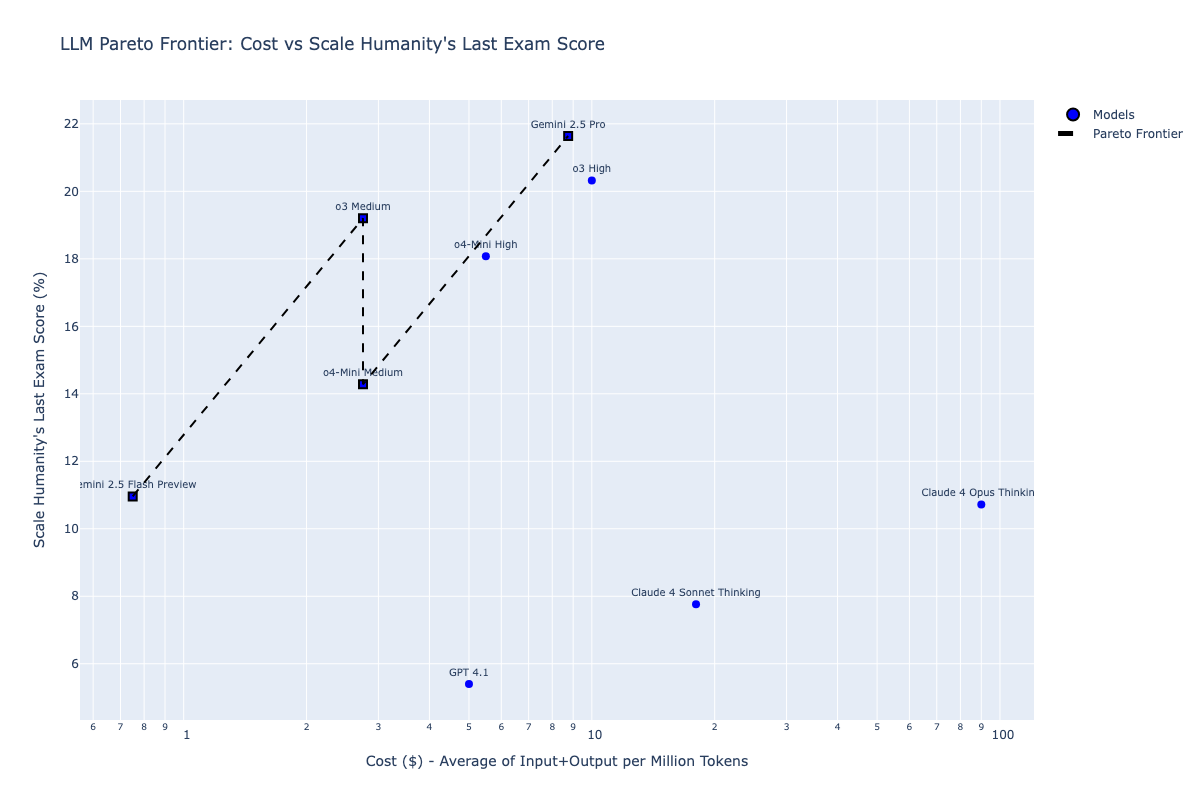 LLM Pareto Frontier: Cost vs Scale Humanity's Last Exam Score
Models
Pareto Frontier
Scale Humanity's Last Exam Score (%)
22
20
18
16
14
12
10
8
6
Gemini 2.5 Pro
o3 High
o3 Medium
o4-Mini High
o4-Mini Medium
emini 2.5 Flash Preview
Claude 4 Opus Thinkin
Claude 4 Sonnet Thinking
GPT 4.1
6 7 8 9 2 3 4 5 6 7 8 9 2 3 4 5 6 7 8 9
1 10 100
Cost ($) - Average of Input+Output per Million Tokens